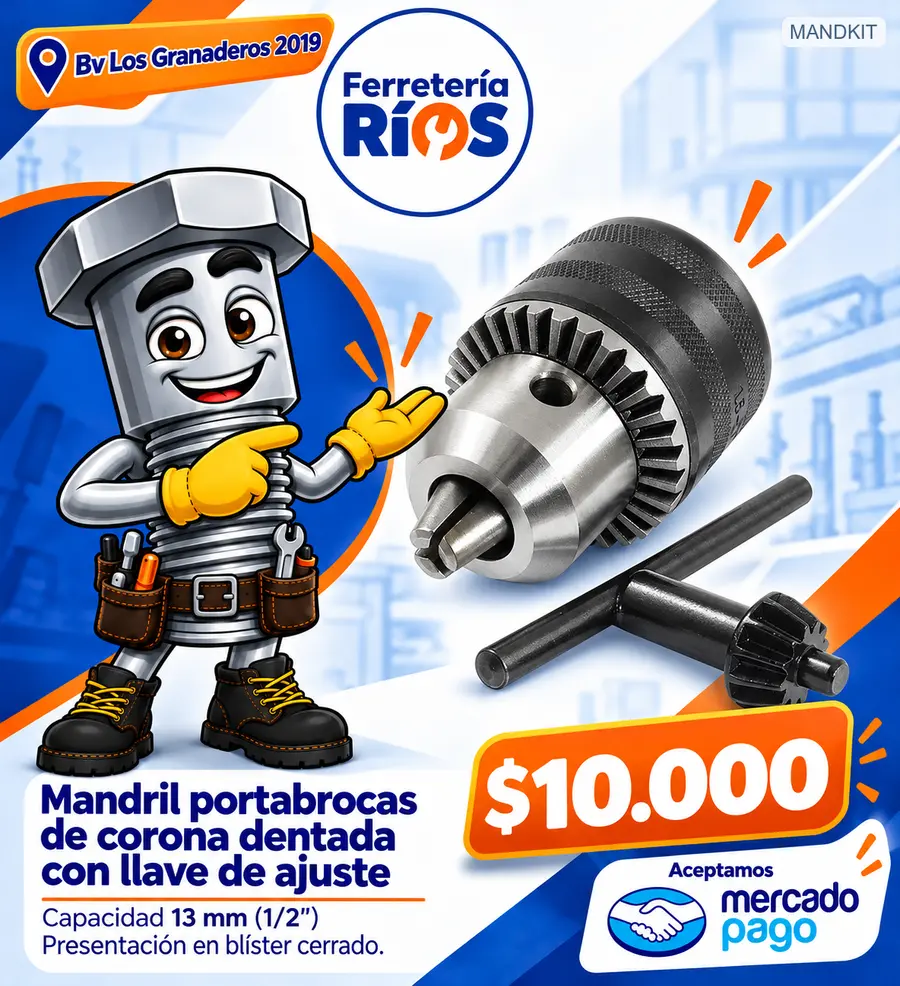 Bv Los Granaderos 2019
Ferretería
RÍOS
MANDKIT
Mandril portabrocas
de corona dentada
con llave de ajuste
Capacidad 13 mm (1/2")
Presentación en blíster cerrado.
$10.000
Aceptamos
mercado
pago